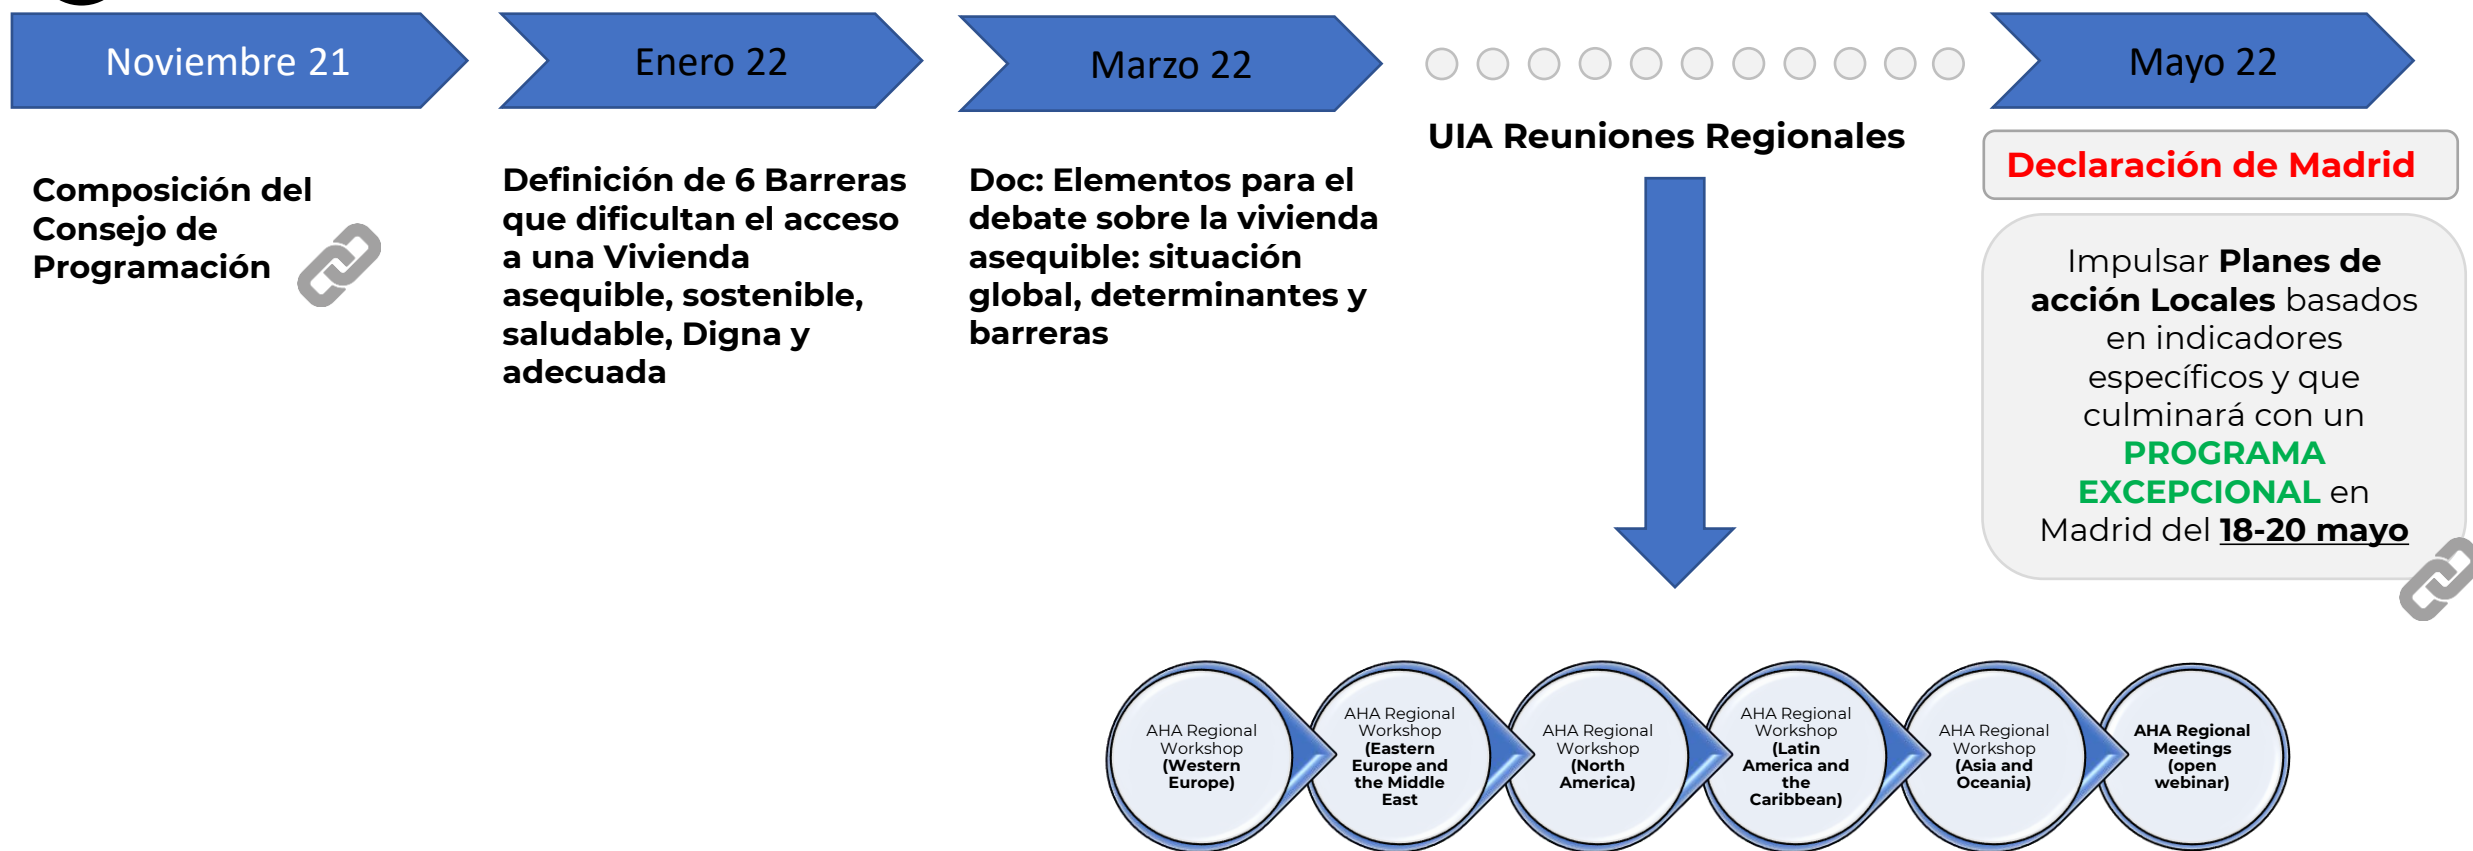 Noviembre 21
Enero 22
Marzo 22
Mayo 22
Composición del
Consejo de
Programación
Definición de 6 Barreras
que dificultan el acceso
a una Vivienda
asequible, sostenible,
saludable, Digna y
adecuada
Doc: Elementos para el
debate sobre la vivienda
asequible: situación
global, determinantes y
barreras
UIA Reuniones Regionales
Declaración de Madrid
Impulsar Planes de
acción Locales basados
en indicadores
específicos y que
culminará con un
PROGRAMA
EXCEPCIONAL en
Madrid del 18-20 mayo
AHA Regional
Workshop
(Western
Europe)
AHA Regional
Workshop
(Eastern
Europe and
the Middle
East
AHA Regional
Workshop
(North
America)
AHA Regional
Workshop
(Latin
America and
the
Caribbean)
AHA Regional
Workshop
(Asia and
Oceania)
AHA Regional
Meetings
(open
webinar)